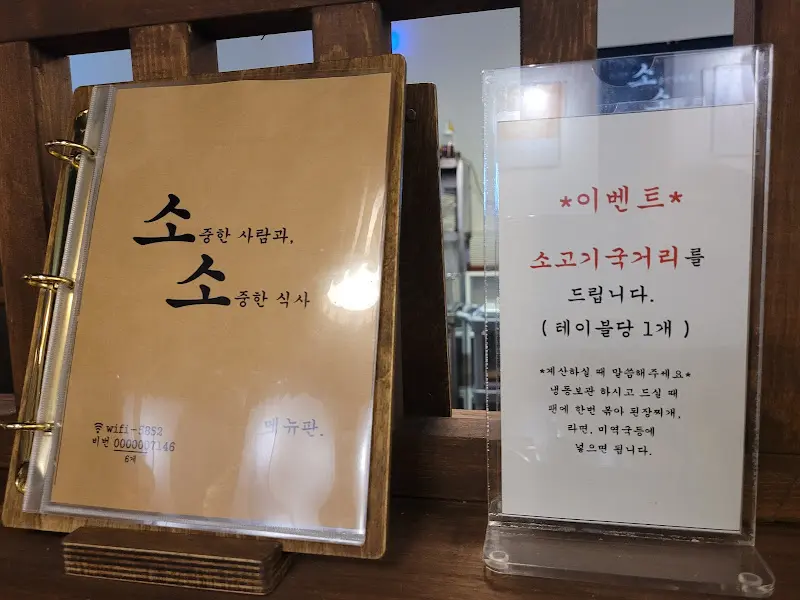 소중한 사람과,
소중한 식사
wifi-SBS2
비번 0000007146
6개
메뉴판.
소
소
*이벤트*
소고기국거리를
드립니다.
( 테이블당 1개 )
*계산하실 때 말씀해주세요*
냉동보관 하시고 드실 때
팬에 한번 볶아 된장찌개,
라면, 미역국등에
넣으면 됩니다.